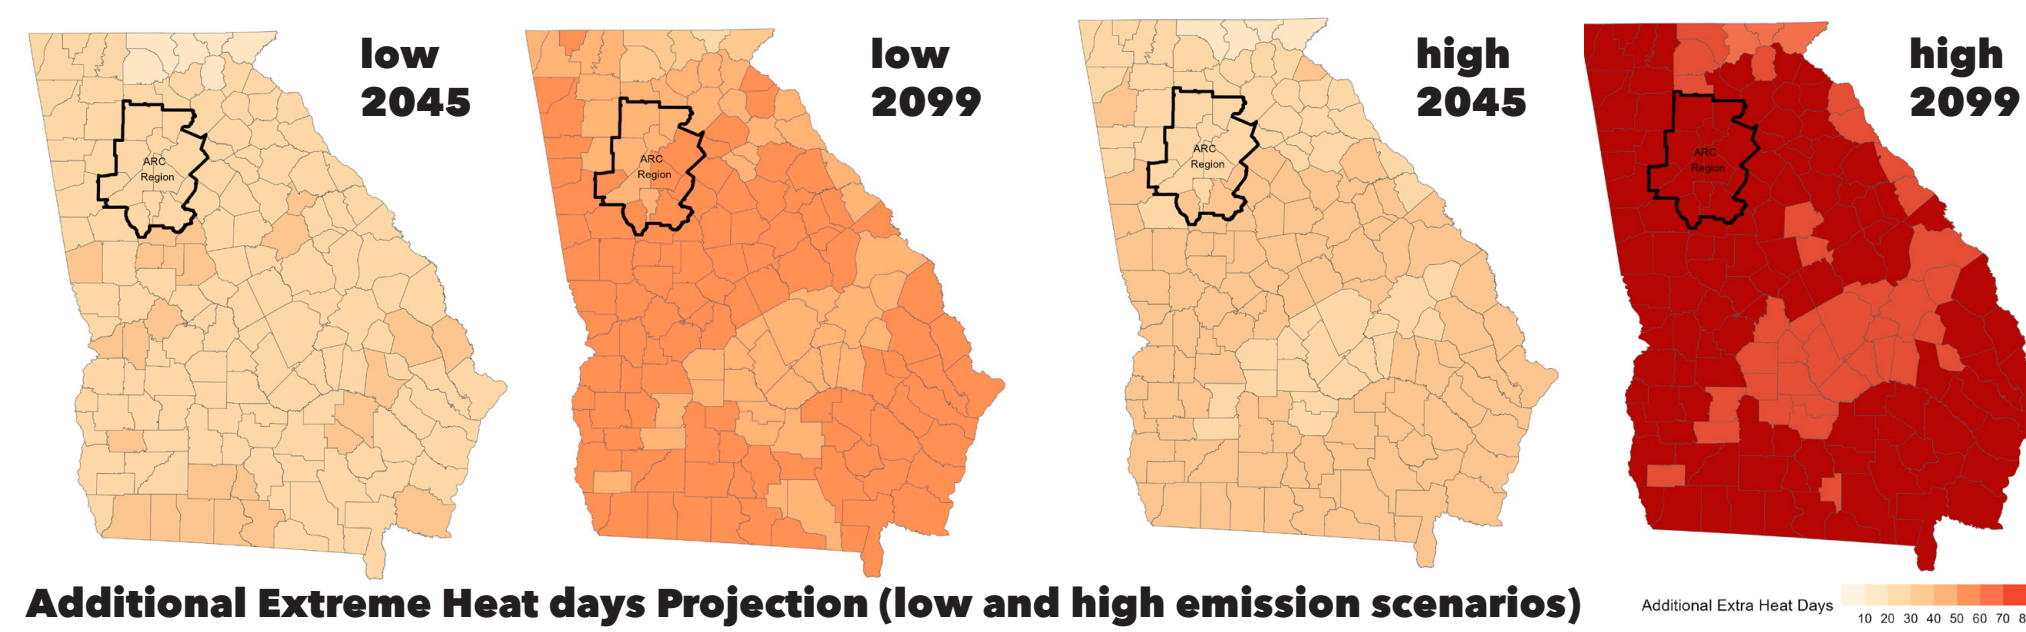 low
2045
ARC
Region
low
2099
ARC
Region
high
2045
ARC
Region
high
2099
ARC
Region
Additional Extreme Heat days Projection (low and high emission scenarios)
Additional Extra Heat Days
10 20 30 40 50 60 70